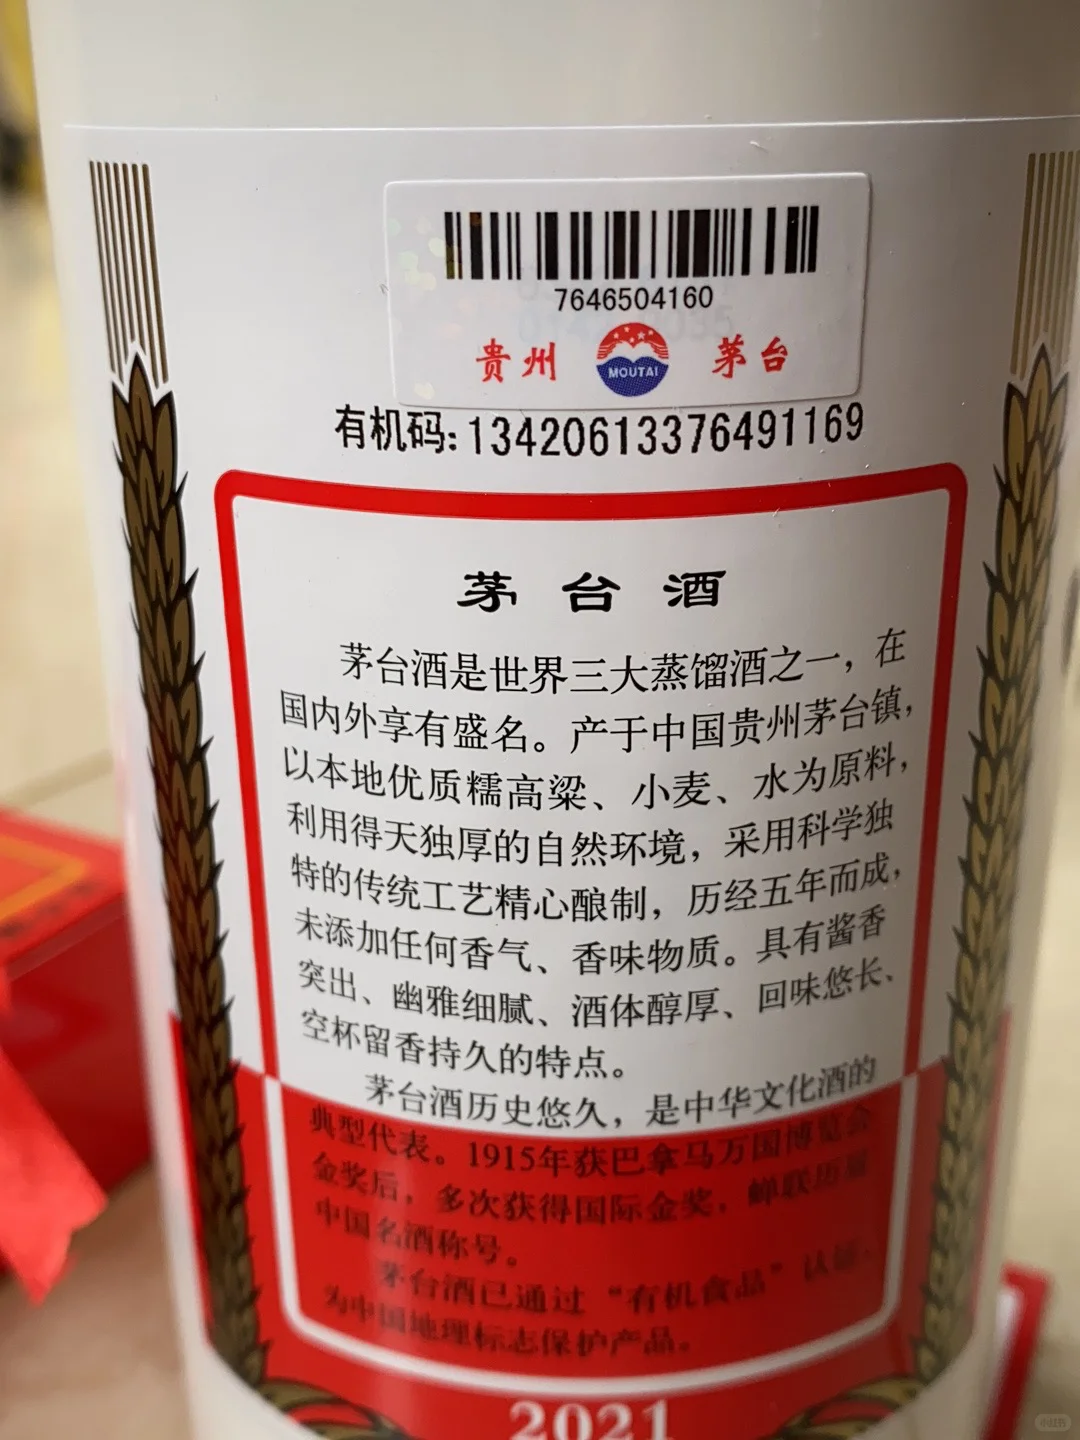 7646504160
贵州 MOUTAI 茅台
有机码:13420613376491169
茅台酒
茅台酒是世界三大蒸馏酒之一，在
国内外享有盛名。产于中国贵州茅台镇，
以本地优质糯高粱、小麦、水为原料，
利用得天独厚的自然环境，采用科学独
特的传统工艺精心酿制，历经五年而成，
未添加任何香气、香味物质。具有酱香
突出、幽雅细腻、酒体醇厚、回味悠长、
空杯留香持久的特点。
茅台酒历史悠久，是中华文化酒的
典型代表。1915年获巴拿马万国博览会
金奖后，多次获得国际金奖，蝉联历届
中国名酒称号。
茅台酒已通过“有机食品”认证，
为中国地理标志保护产品。
2021
小红书